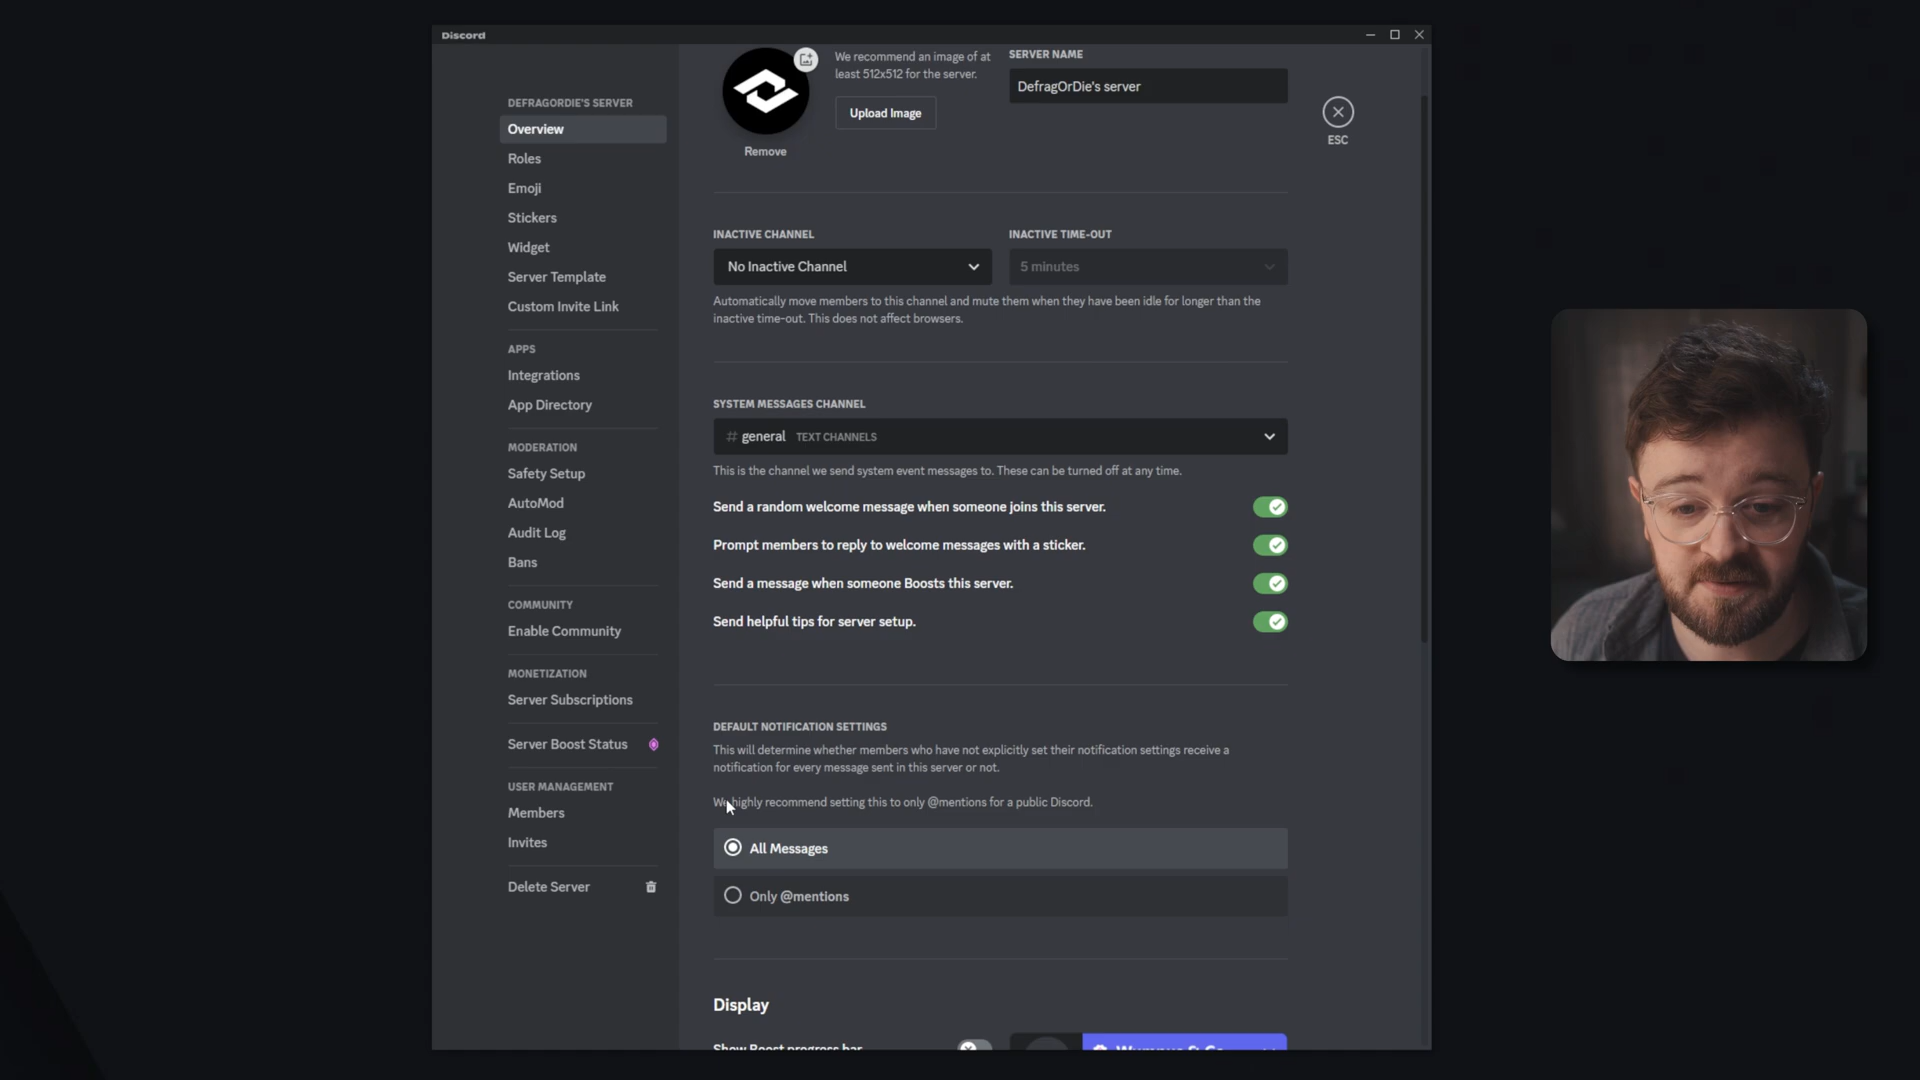 Discord
We recommend an image of at
least 512x512 for the server.
Upload Image
Remove
SERVER NAME
DefragOrDie's server
ESC
DEFRAGORDIE'S SERVER
Overview
Roles
Emoji
Stickers
Widget
Server Template
Custom Invite Link
APPS
Integrations
App Directory
MODERATION
Safety Setup
AutoMod
Audit Log
Bans
COMMUNITY
Enable Community
MONETIZATION
Server Subscriptions
Server Boost Status
USER MANAGEMENT
Members
Invites
Delete Server
INACTIVE CHANNEL
No Inactive Channel
INACTIVE TIME-OUT
5 minutes
Automatically move members to this channel and mute them when they have been idle for longer than the
inactive time-out. This does not affect browsers.
SYSTEM MESSAGES CHANNEL
# general TEXT CHANNELS
This is the channel we send system event messages to. These can be turned off at any time.
Send a random welcome message when someone joins this server.
Prompt members to reply to welcome messages with a sticker.
Send a message when someone Boosts this server.
Send helpful tips for server setup.
DEFAULT NOTIFICATION SETTINGS
This will determine whether members who have not explicitly set their notification settings receive a
notification for every message sent in this server or not.
We highly recommend setting this to only @mentions for a public Discord.
All Messages
Only @mentions
Display
Show Boost progress bar